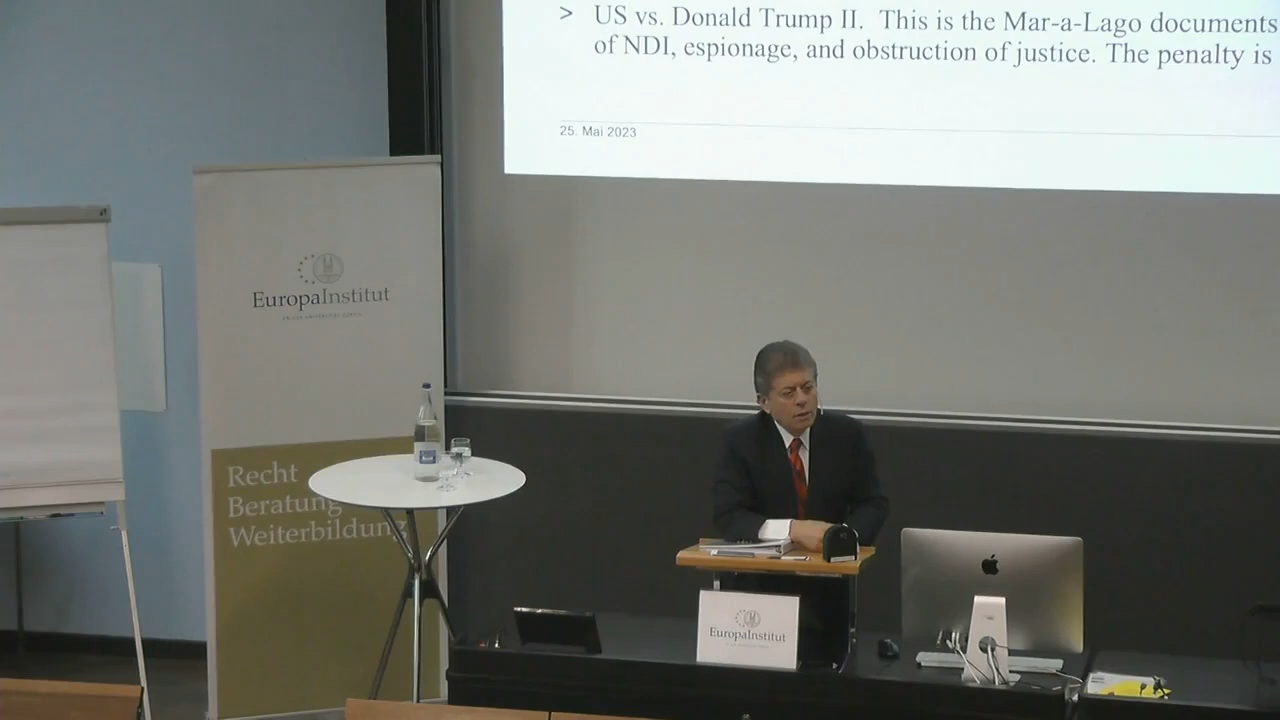 > US vs. Donald Trump II. This is the Mar-a-Lago documents
of NDI, espionage, and obstruction of justice. The penalty is
25. Mai 2023
EuropaInstitut
Recht
Beratung
Weiterbildung
EuropaInstitut